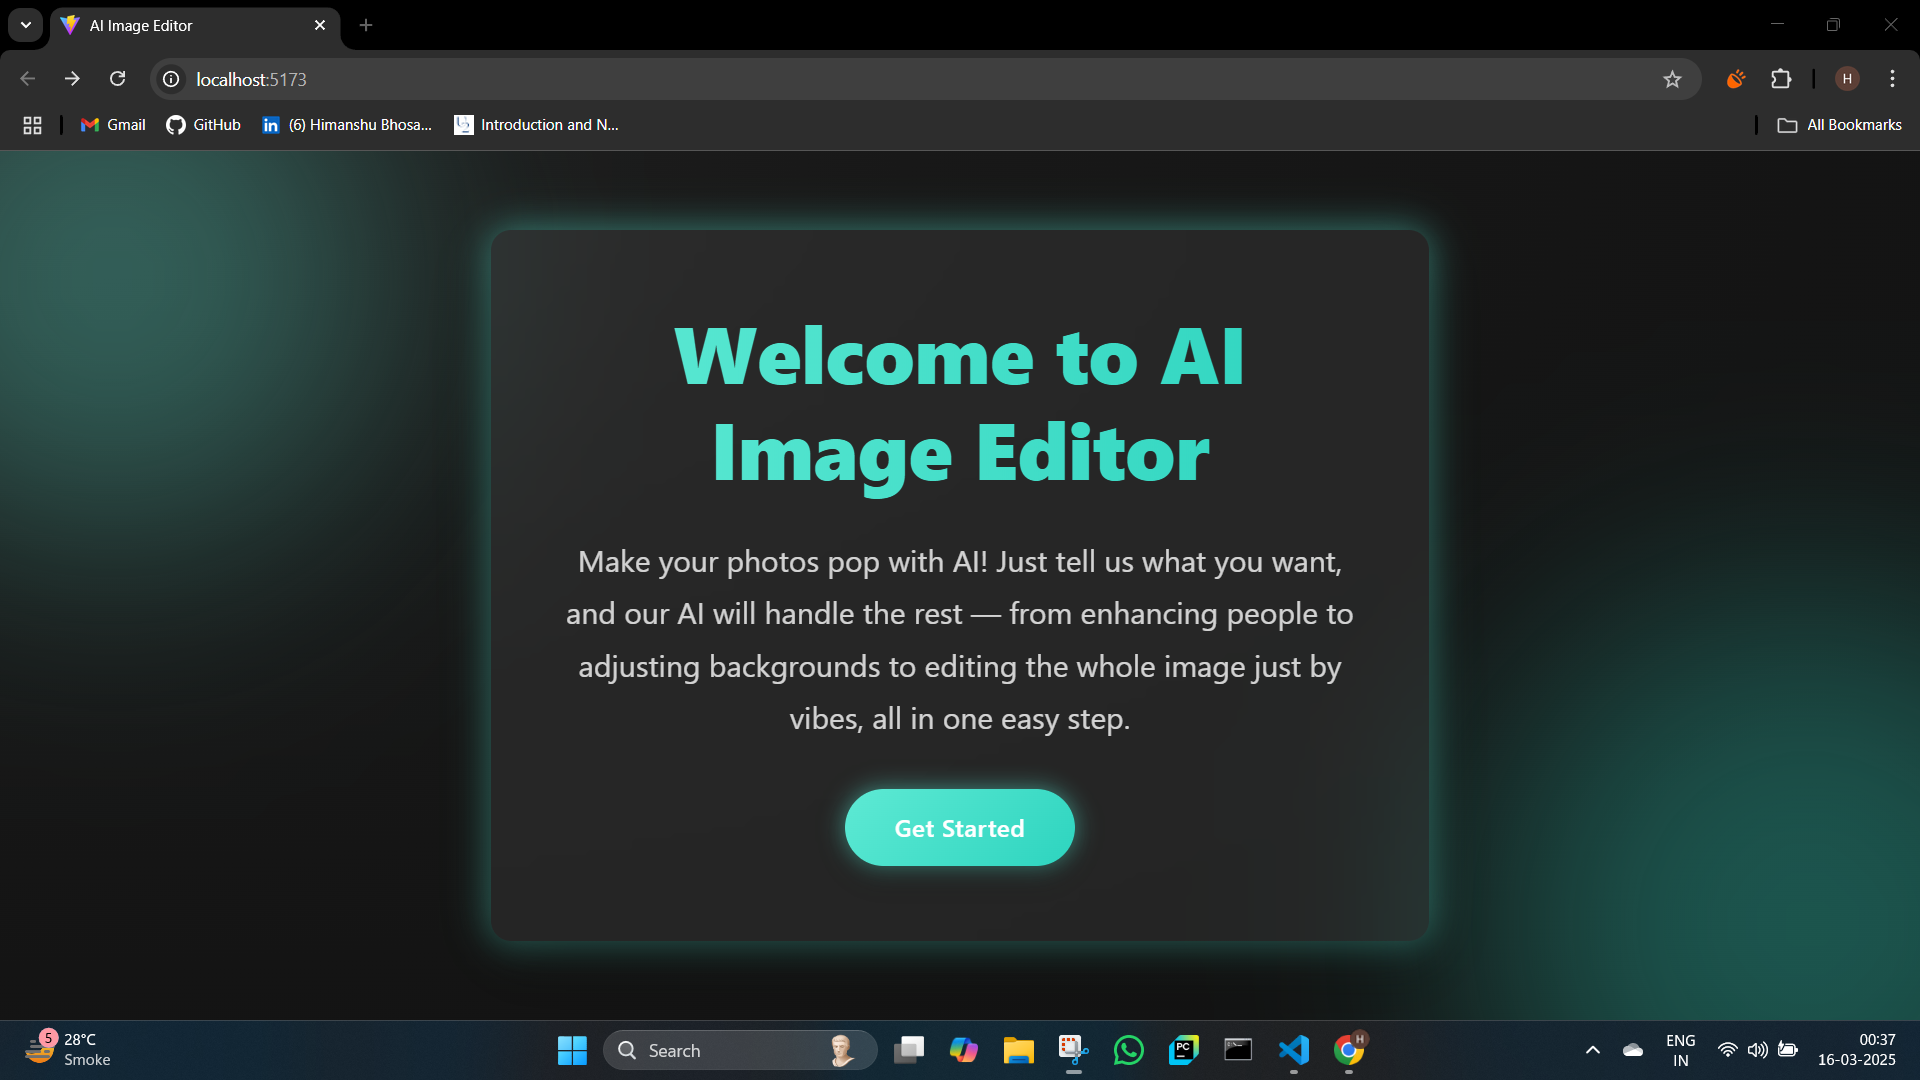 AI Image Editor
localhost:5173
H
Gmail
GitHub
in
(6) Himanshu Bhosa...
Introduction and N...
All Bookmarks
Welcome to AI
Image Editor
Make your photos pop with AI! Just tell us what you want,
and our AI will handle the rest — from enhancing people to
adjusting backgrounds to editing the whole image just by
vibes, all in one easy step.
Get Started
5
28°C
Smoke
Search
PC
H
ENG
IN
00:37
16-03-2025